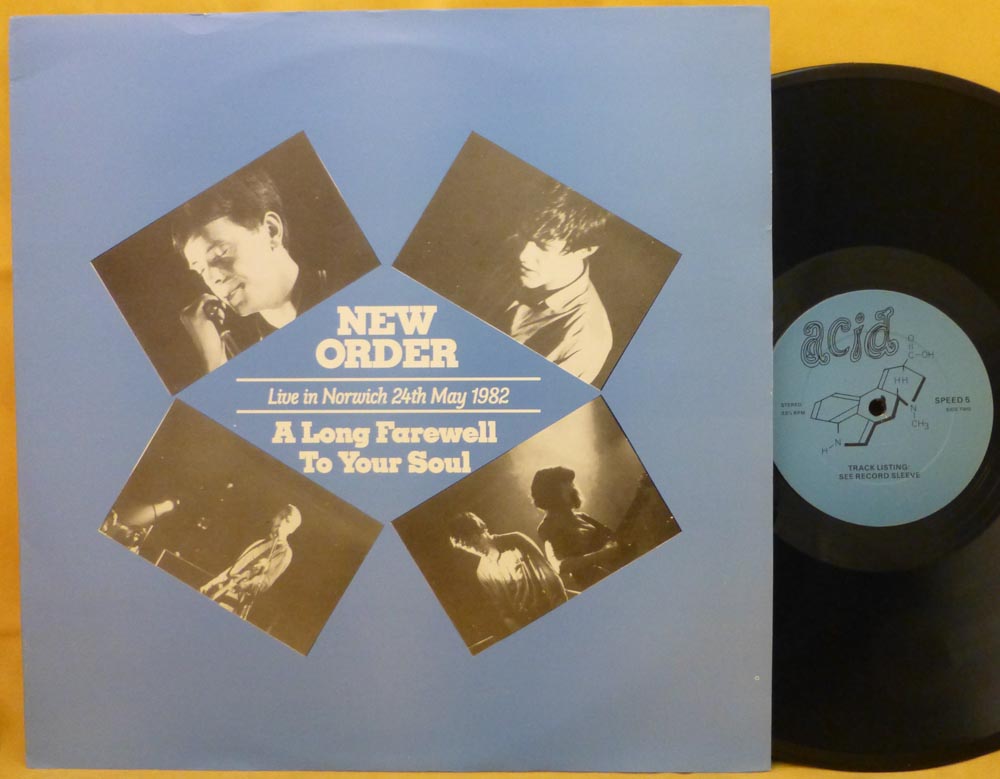 NEW
ORDER
Live in Norwich 24th May 1982
A Long Farewell
To Your Soul
acid
O
C-OH
HH
STEREO
SPEED 5
SIDE TWO
N
CH3
N
H
TRACK LISTING:
SEE RECORD SLEEVE